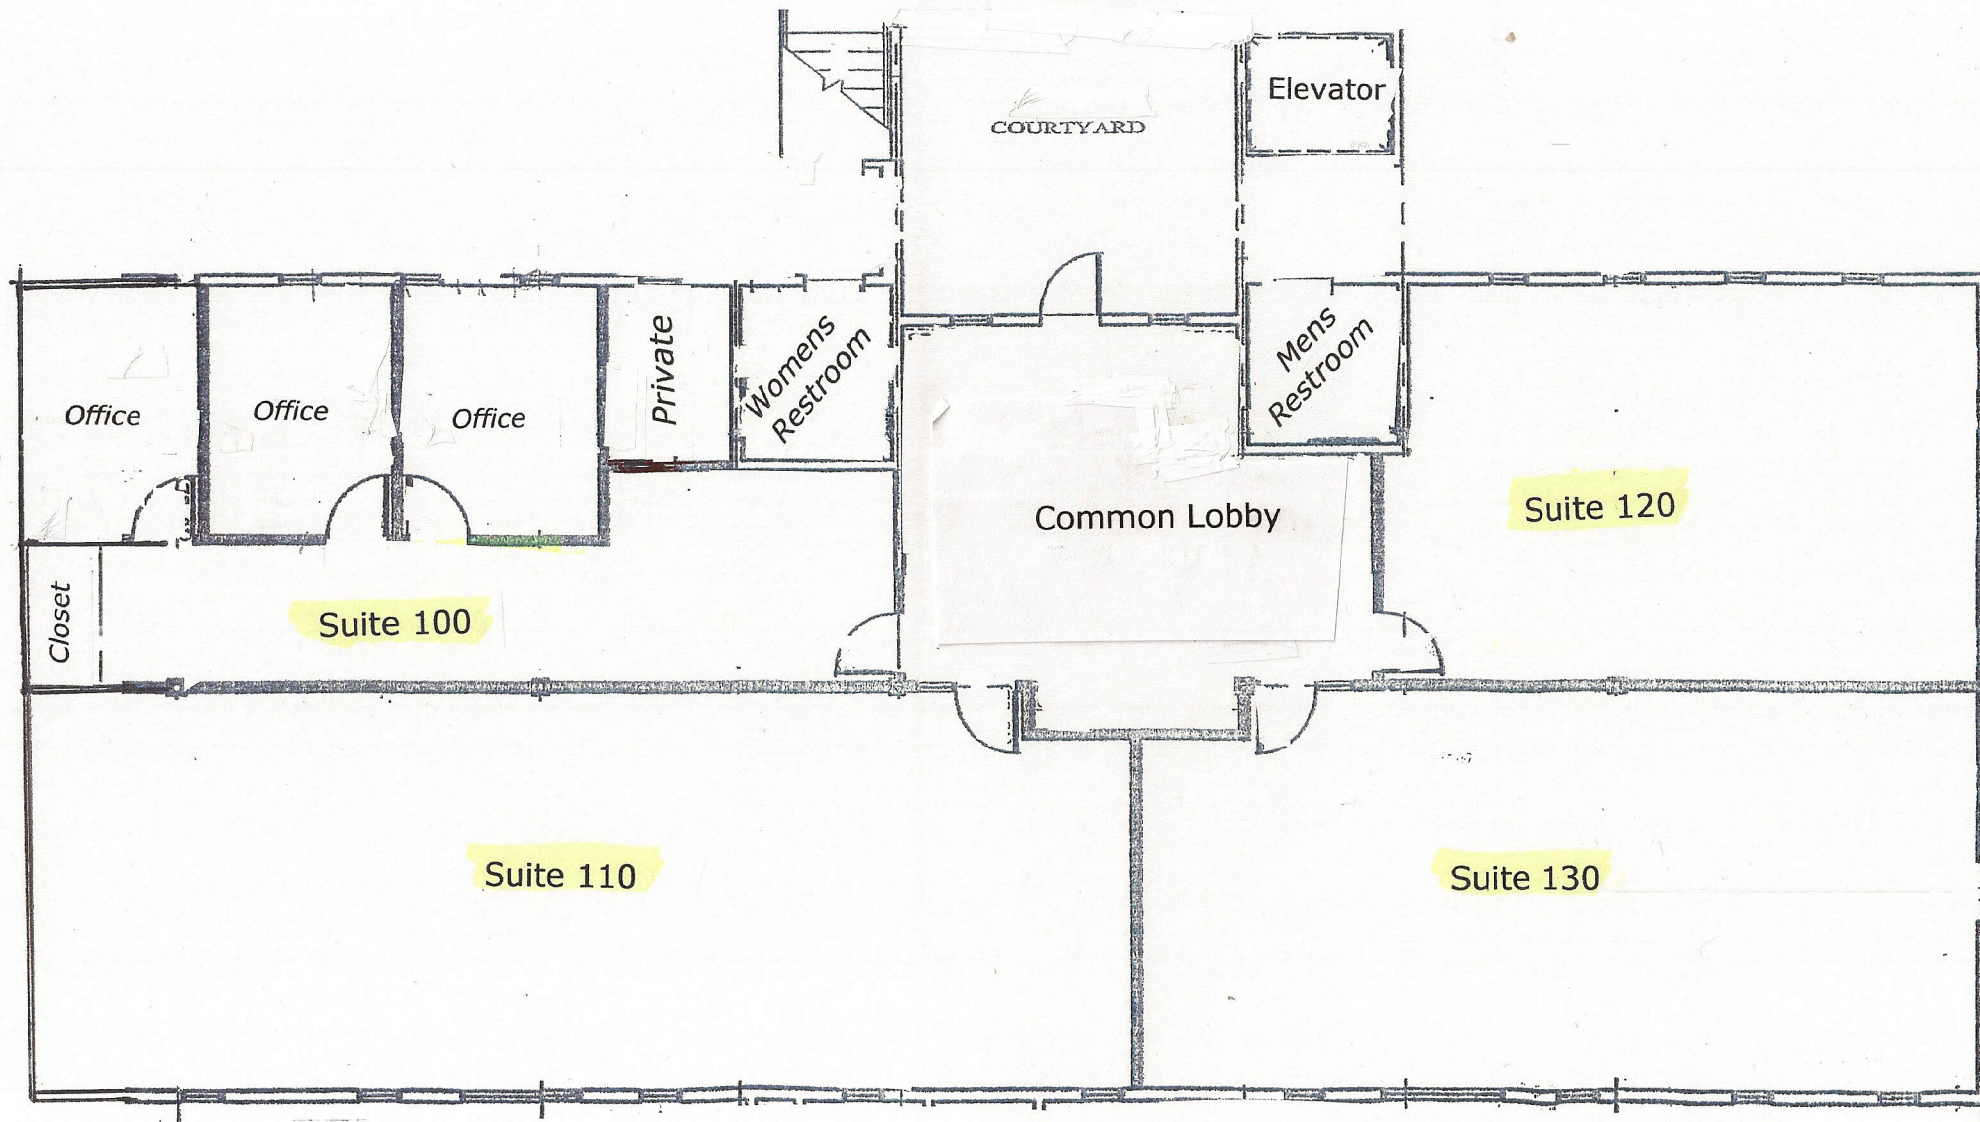 Elevator
COURTYARD
Womens
Restroom
Mens
Restroom
Private
Office
Office
Office
Common Lobby
Suite 120
Closet
Suite 100
Suite 110
Suite 130